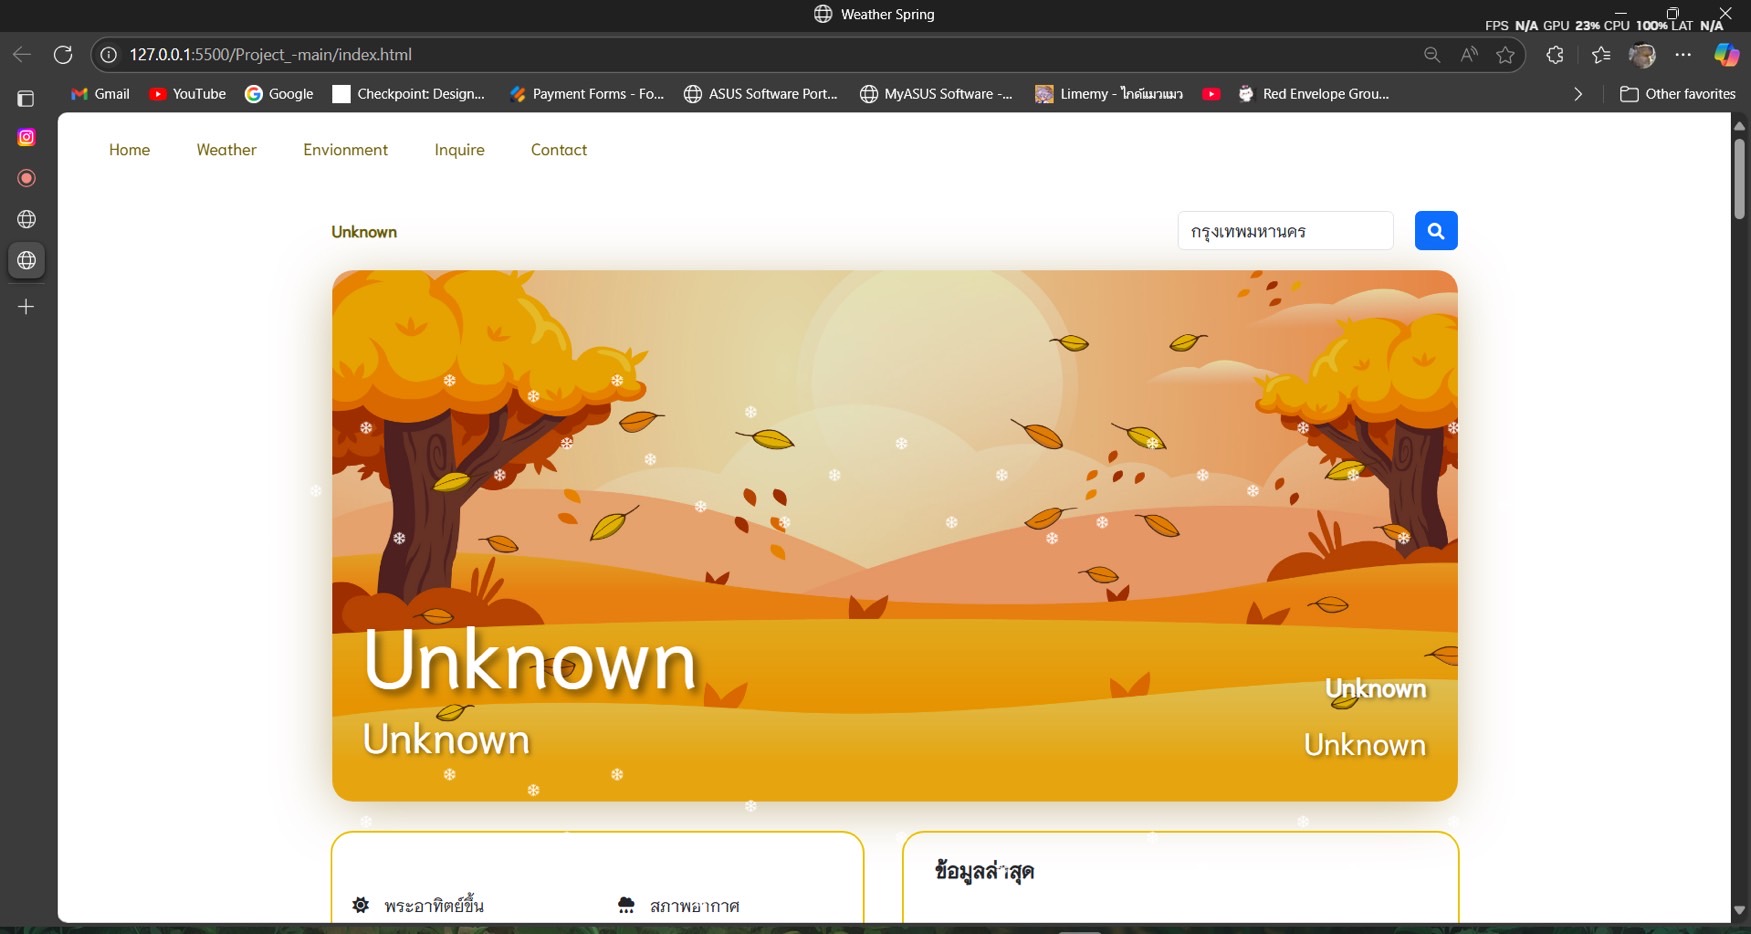 Weather Spring
FPS N/A GPU 23% CPU 100% LAT N/A
127.0.0.1:5500/Project_-main/index.html
Gmail YouTube Google Checkpoint: Design... Payment Forms - Fo... ASUS Software Port... MyASUS Software -... Limemy - ไกด์แมวแมว Red Envelope Grou... Other favorites
Home Weather Envionment Inquire Contact
Unknown กรุงเทพมหานคร
Unknown
Unknown
Unknown
Unknown
ข้อมูลล่าสุด
พระอาทิตย์ขึ้น สภาพอากาศ